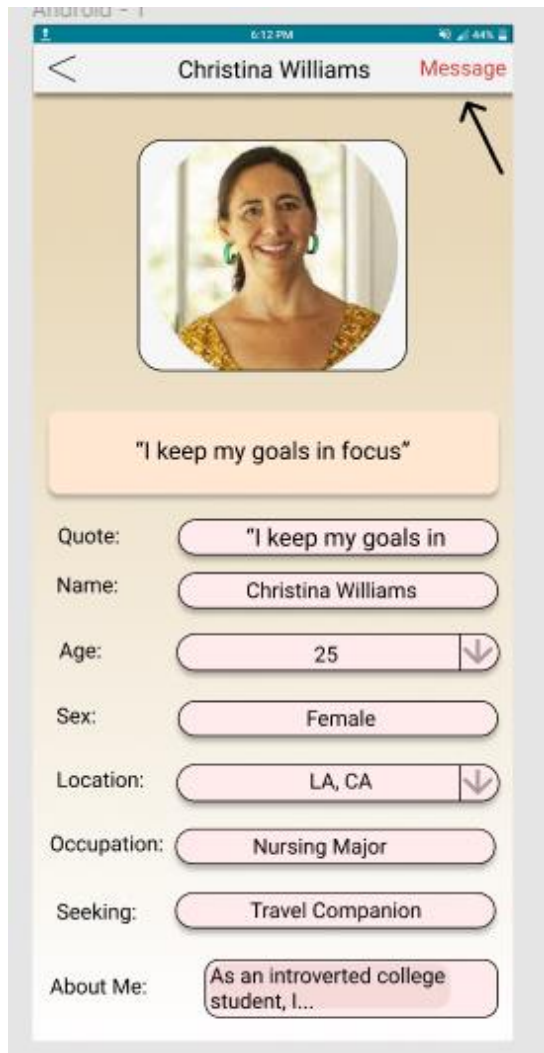 Android - 1
6:12 PM 44%
Christina Williams Message
"I keep my goals in focus"
Quote: "I keep my goals in
Name: Christina Williams
Age: 25
Sex: Female
Location: LA, CA
Occupation: Nursing Major
Seeking: Travel Companion
About Me: As an introverted college
student, I...